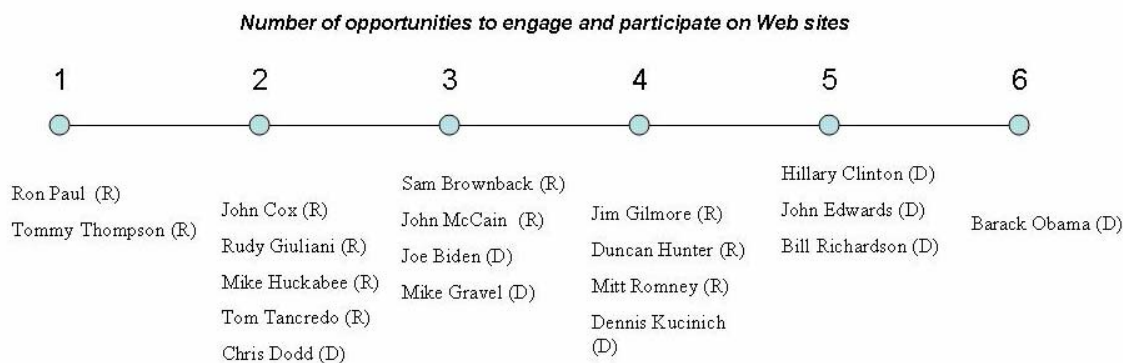 Number of opportunities to engage and participate on Web sites
1 2 3 4 5 6
Ron Paul (R)
Tommy Thompson (R)
John Cox (R)
Rudy Giuliani (R)
Mike Huckabee (R)
Tom Tancredo (R)
Chris Dodd (D)
Sam Brownback (R)
John McCain (R)
Joe Biden (D)
Mike Gravel (D)
Jim Gilmore (R)
Duncan Hunter (R)
Mitt Romney (R)
Dennis Kucinich
(D)
Hillary Clinton (D)
John Edwards (D)
Bill Richardson (D)
Barack Obama (D)